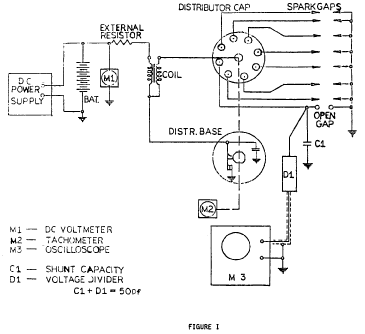 DISTRIBUTOR CAP
SPARKGAPS
EXTERNAL
RESISTOR
DC
POWER
SUPPLY
BAT.
M1
COIL
OPEN
GAP
C1
DISTR. BASE
D1
M2
M 3
M1 — DC VOLTMETER
M2 — TACHOMETER
M3 — OSCILLOSCOPE
C1 — SHUNT CAPACITY
D1 — VOLTAGE DIVIDER
C1 + D1 = 50pf
FIGURE I